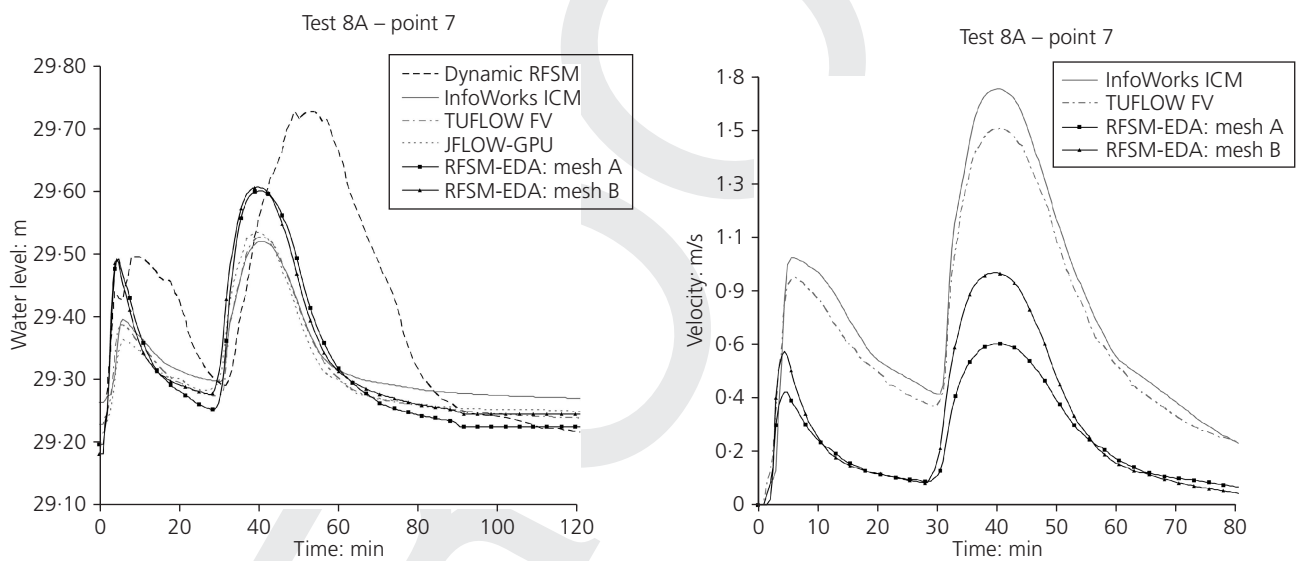 Test 8A – point 7
29·80
29·70
29·60
29·50
29·40
29·30
29·20
29·10
Water level: m
0
20
40
60
80
100
120
Time: min
Dynamic RFSM
InfoWorks ICM
TUFLOW FV
JFLOW-GPU
RFSM-EDA: mesh A
RFSM-EDA: mesh B
Test 8A – point 7
1·8
1·5
1·3
1·1
0·9
0·6
0·4
0·2
0
Velocity: m/s
0
10
20
30
40
50
60
70
80
Time: min
InfoWorks ICM
TUFLOW FV
RFSM-EDA: mesh A
RFSM-EDA: mesh B